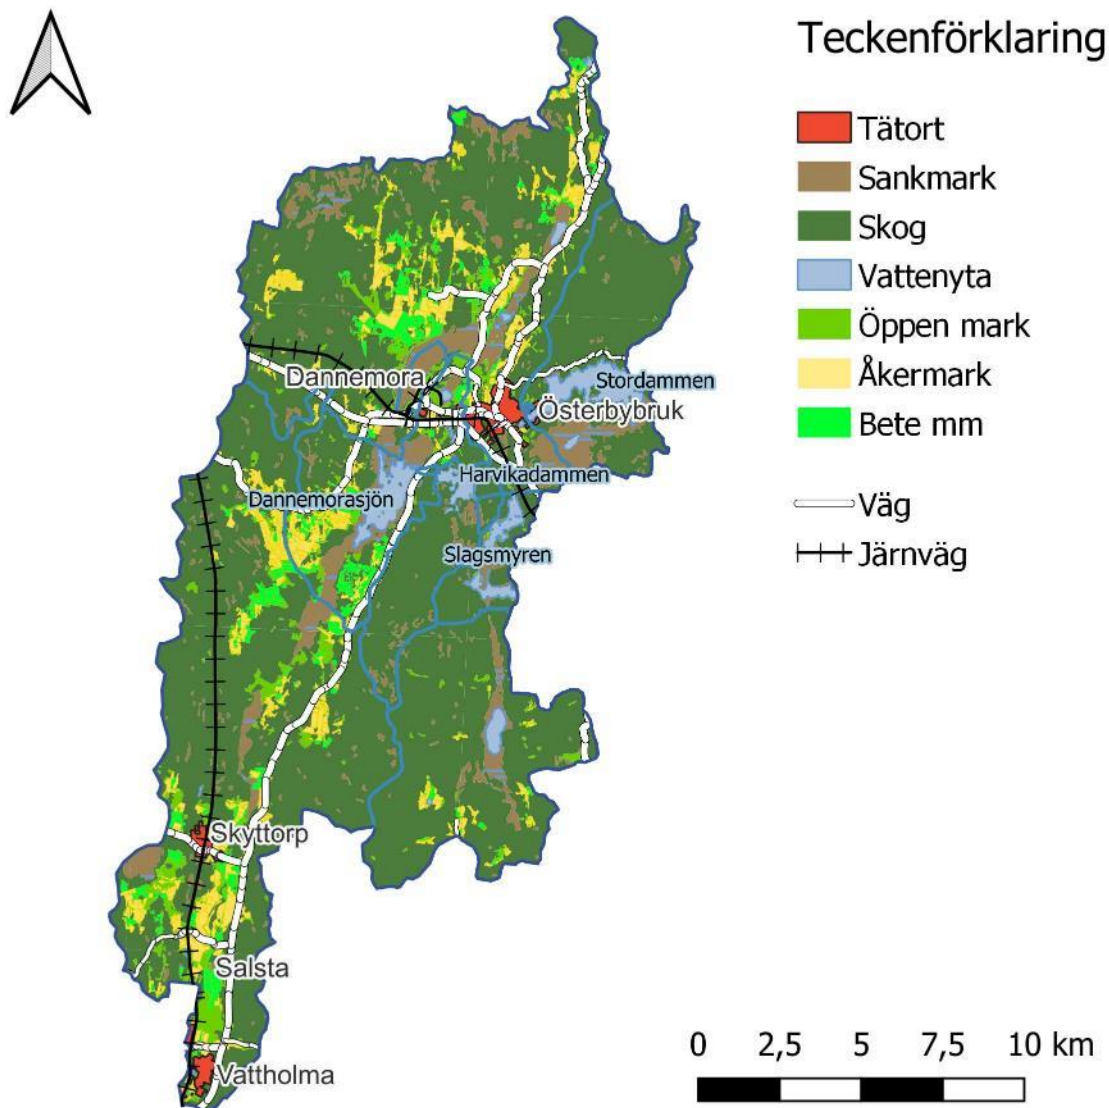 Teckenförklaring
Tätort
Sankmark
Skog
Vattenyta
Öppen mark
Åkermark
Bete mm
Väg
Järnväg
Dannemora
Stordammen
Österbybruk
Harvikadammen
Dannemorasjön
Slagsmyren
Skyttorp
Salsta
Vattholma
0 2,5 5 7,5 10 km